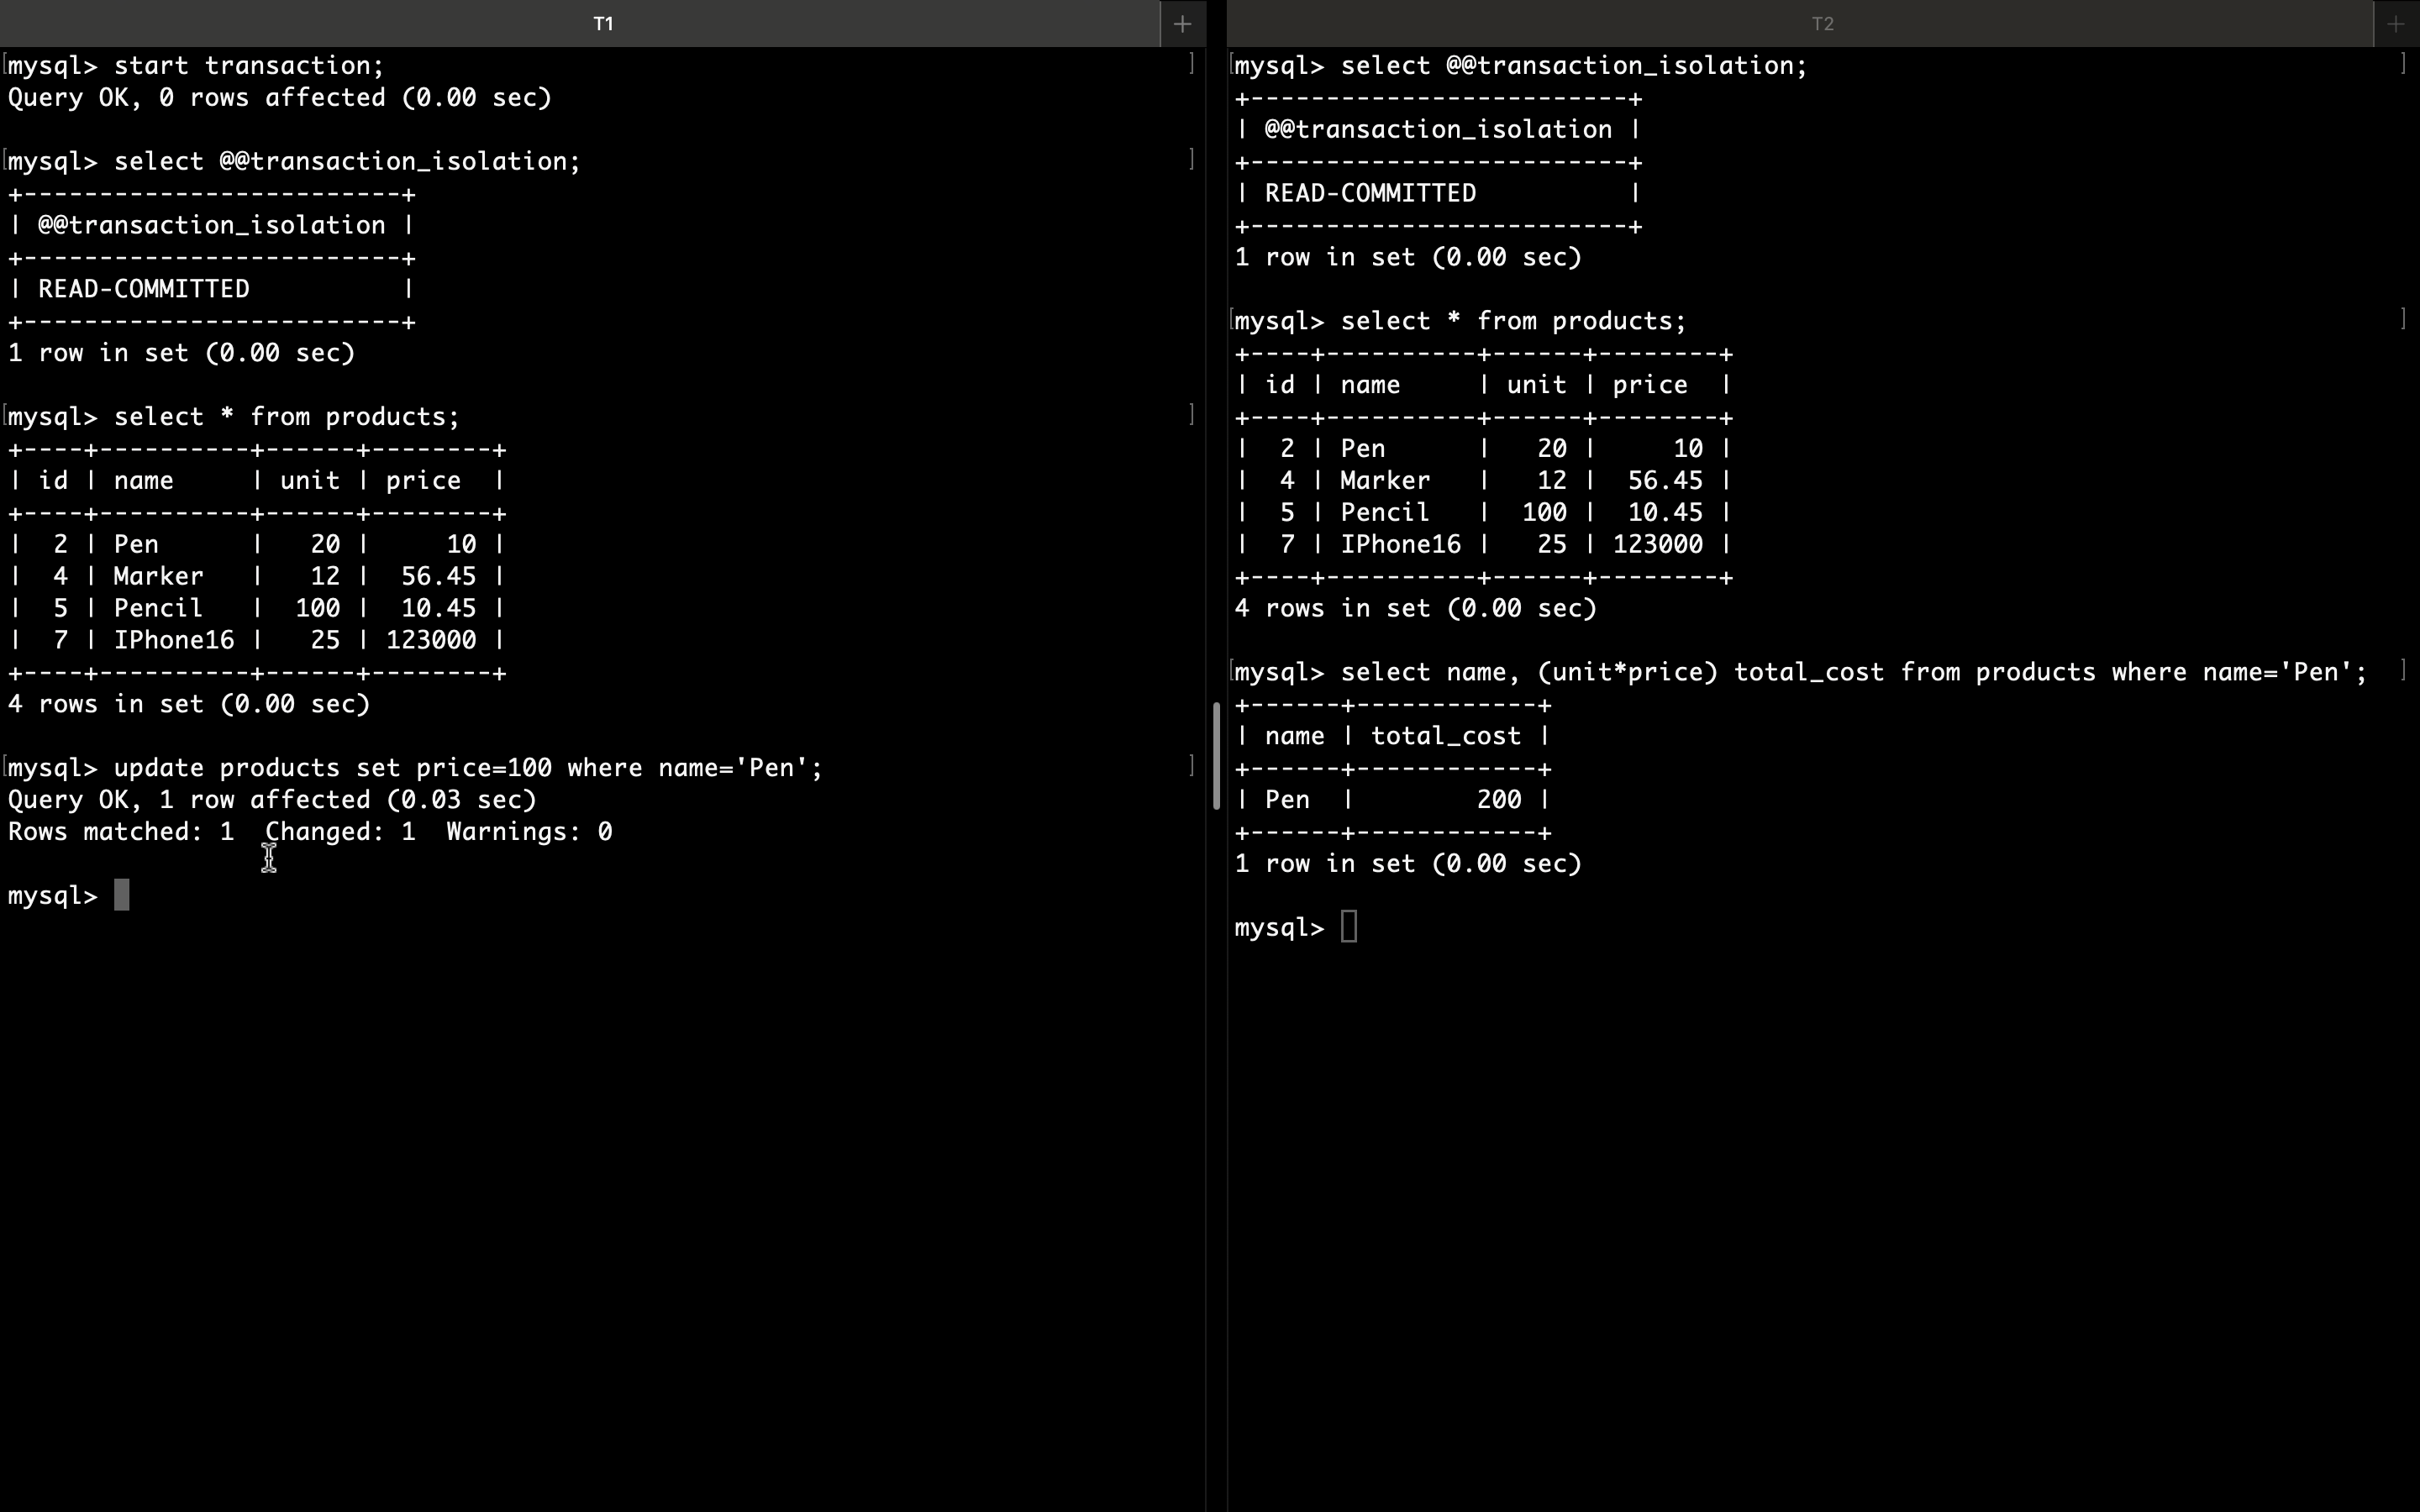 T1
mysql> start transaction;
Query OK, 0 rows affected (0.00 sec)
mysql> select @@transaction_isolation;
+-------------------------+
| @@transaction_isolation |
+-------------------------+
| READ-COMMITTED          |
+-------------------------+
1 row in set (0.00 sec)
mysql> select * from products;
+----+----------+------+--------+
| id | name     | unit | price  |
+----+----------+------+--------+
|  2 | Pen      |   20 |     10 |
|  4 | Marker   |   12 |  56.45 |
|  5 | Pencil   |  100 |  10.45 |
|  7 | IPhone16 |   25 | 123000 |
+----+----------+------+--------+
4 rows in set (0.00 sec)
mysql> update products set price=100 where name='Pen';
Query OK, 1 row affected (0.03 sec)
Rows matched: 1  Changed: 1  Warnings: 0
mysql>
T2
mysql> select @@transaction_isolation;
+-------------------------+
| @@transaction_isolation |
+-------------------------+
| READ-COMMITTED          |
+-------------------------+
1 row in set (0.00 sec)
mysql> select * from products;
+----+----------+------+--------+
| id | name     | unit | price  |
+----+----------+------+--------+
|  2 | Pen      |   20 |     10 |
|  4 | Marker   |   12 |  56.45 |
|  5 | Pencil   |  100 |  10.45 |
|  7 | IPhone16 |   25 | 123000 |
+----+----------+------+--------+
4 rows in set (0.00 sec)
mysql> select name, (unit*price) total_cost from products where name='Pen';
+------+------------+
| name | total_cost |
+------+------------+
| Pen  |        200 |
+------+------------+
1 row in set (0.00 sec)
mysql>